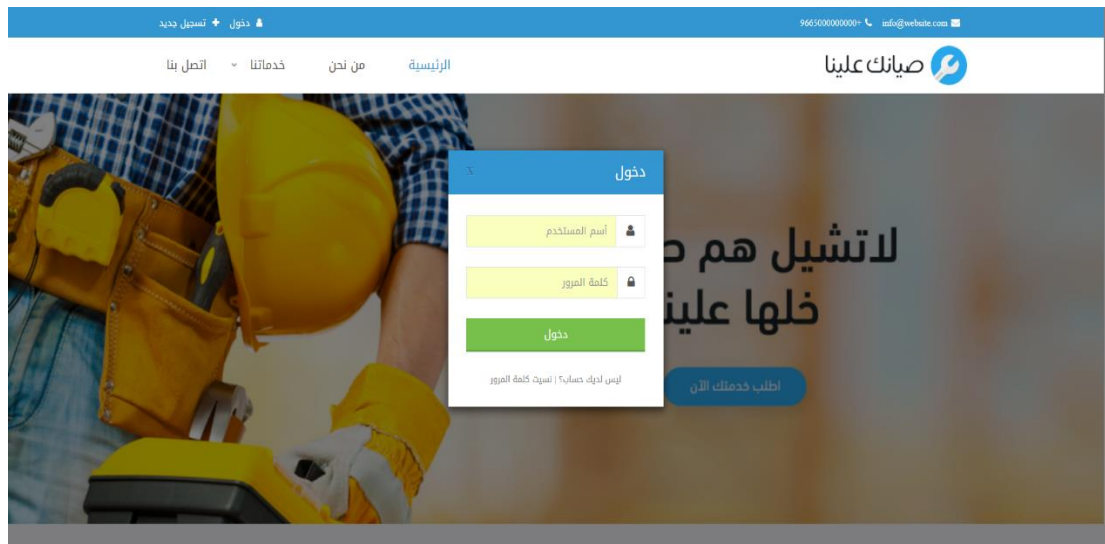 info@website.com 9665000000000+
دخول تسجيل جديد
صيانك علينا
الرئيسية من نحن خدماتنا اتصل بنا
دخول x
أسم المستخدم
كلمة المرور
دخول
ليس لديك حساب؟ | نسيت كلمة المرور
لاتشيل هم
خلها
اطلب خدمتك الآن